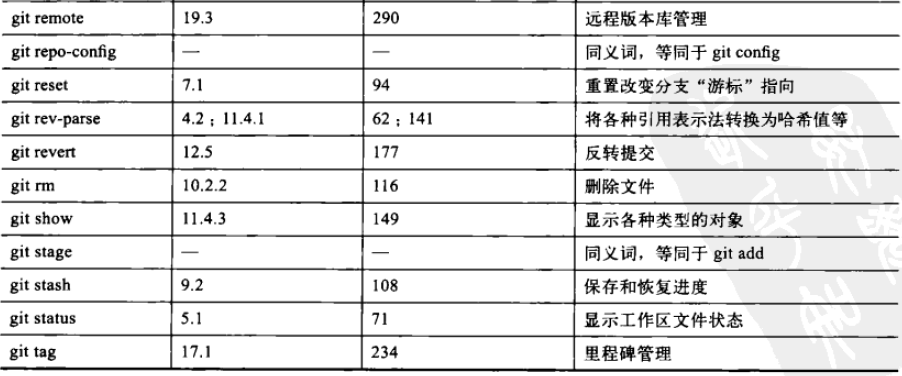 git remote 19.3 290 远程版本库管理
git repo-config — — 同义词，等同于 git config
git reset 7.1 94 重置改变分支“游标”指向
git rev-parse 4.2；11.4.1 62；141 将各种引用表示法转换为哈希值等
git revert 12.5 177 反转提交
git rm 10.2.2 116 删除文件
git show 11.4.3 149 显示各种类型的对象
git stage — — 同义词，等同于 git add
git stash 9.2 108 保存和恢复进度
git status 5.1 71 显示工作区文件状态
git tag 17.1 234 里程碑管理